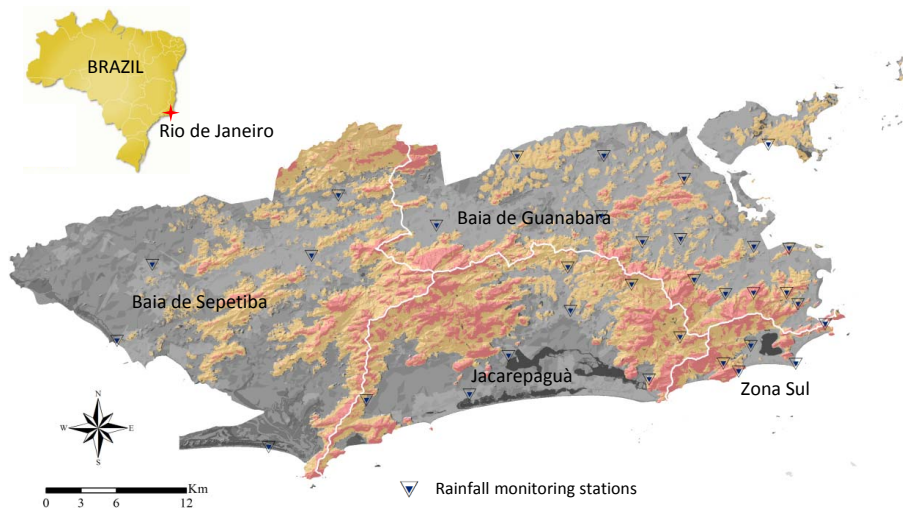 BRAZIL
Rio de Janeiro
Baia de Guanabara
Baia de Sepetiba
Jacarepaguà
Zona Sul
N
W E
S
Km
0 3 6 12
Rainfall monitoring stations